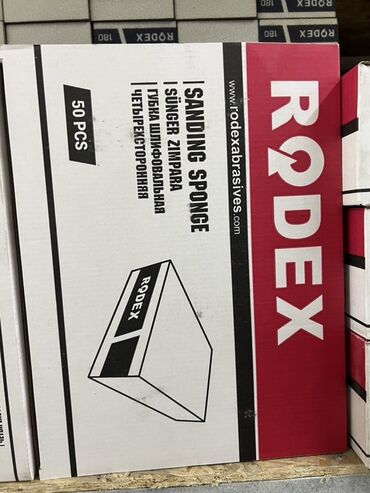 RODEX
180
RODEX
180
RODEX
www.rodexabrasives.com
SANDING SPONGE
SÜNGER ZIMPARA
ГУБКА ШЛИФОВАЛЬНАЯ
ЧЕТЫРЕХСТОРОННЯЯ
50 PCS
RODEX